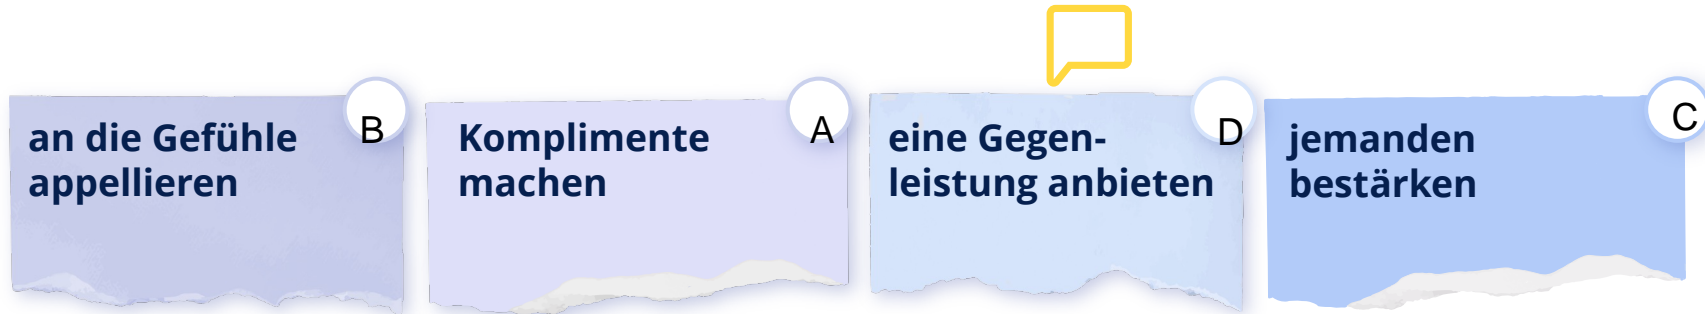 an die Gefühle
appellieren
B
Komplimente
machen
A
eine Gegen-
leistung anbieten
D
jemanden
bestärken
C